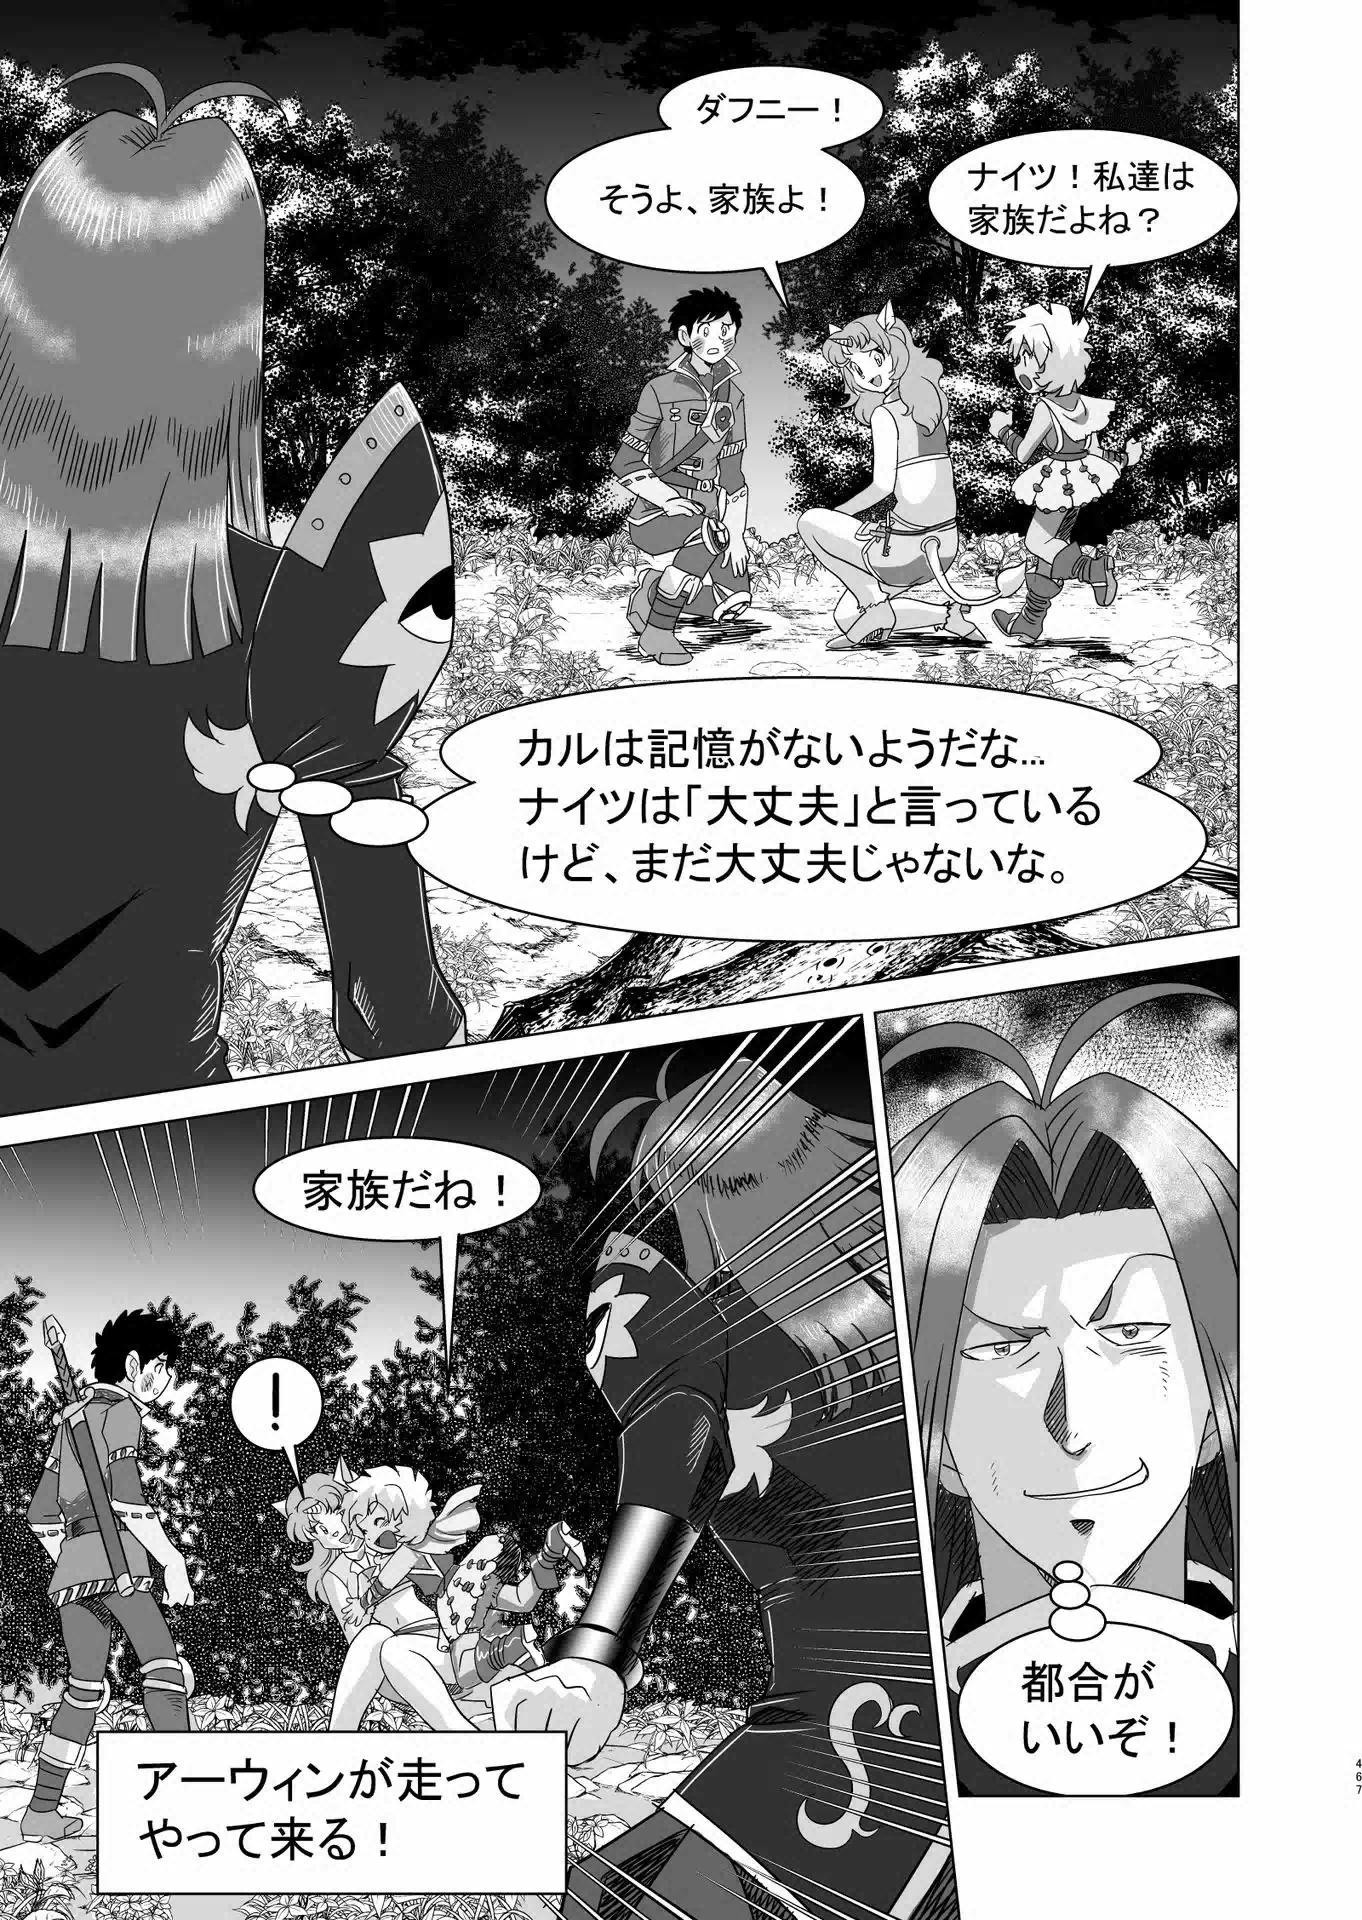 ナイツ！私達は
家族だよね？
ダフニー！
そうよ、家族よ！
カルは記憶がないようだな…
ナイツは「大丈夫」と言っている
けど、まだ大丈夫じゃないな。
都合が
いいぞ！
家族だね！
！
アーウィンが走って
やって来る！
467